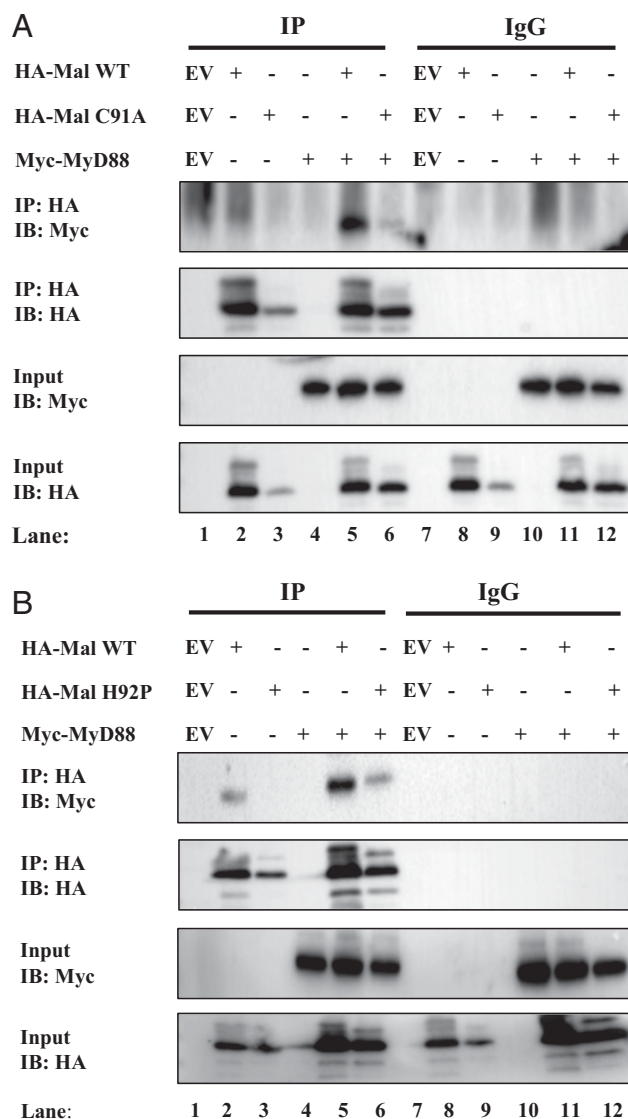 A
IP IgG
HA-Mal WT EV + - - + - EV + - - + -
HA-Mal C91A EV - + - - + EV - + - - +
Myc-MyD88 EV - - + + + EV - - + + +
IP: HA
IB: Myc
IP: HA
IB: HA
Input
IB: Myc
Input
IB: HA
Lane: 1 2 3 4 5 6 7 8 9 10 11 12
B
IP IgG
HA-Mal WT EV + - - + - EV + - - + -
HA-Mal H92P EV - + - - + EV - + - - +
Myc-MyD88 EV - - + + + EV - - + + +
IP: HA
IB: Myc
IP: HA
IB: HA
Input
IB: Myc
Input
IB: HA
Lane: 1 2 3 4 5 6 7 8 9 10 11 12